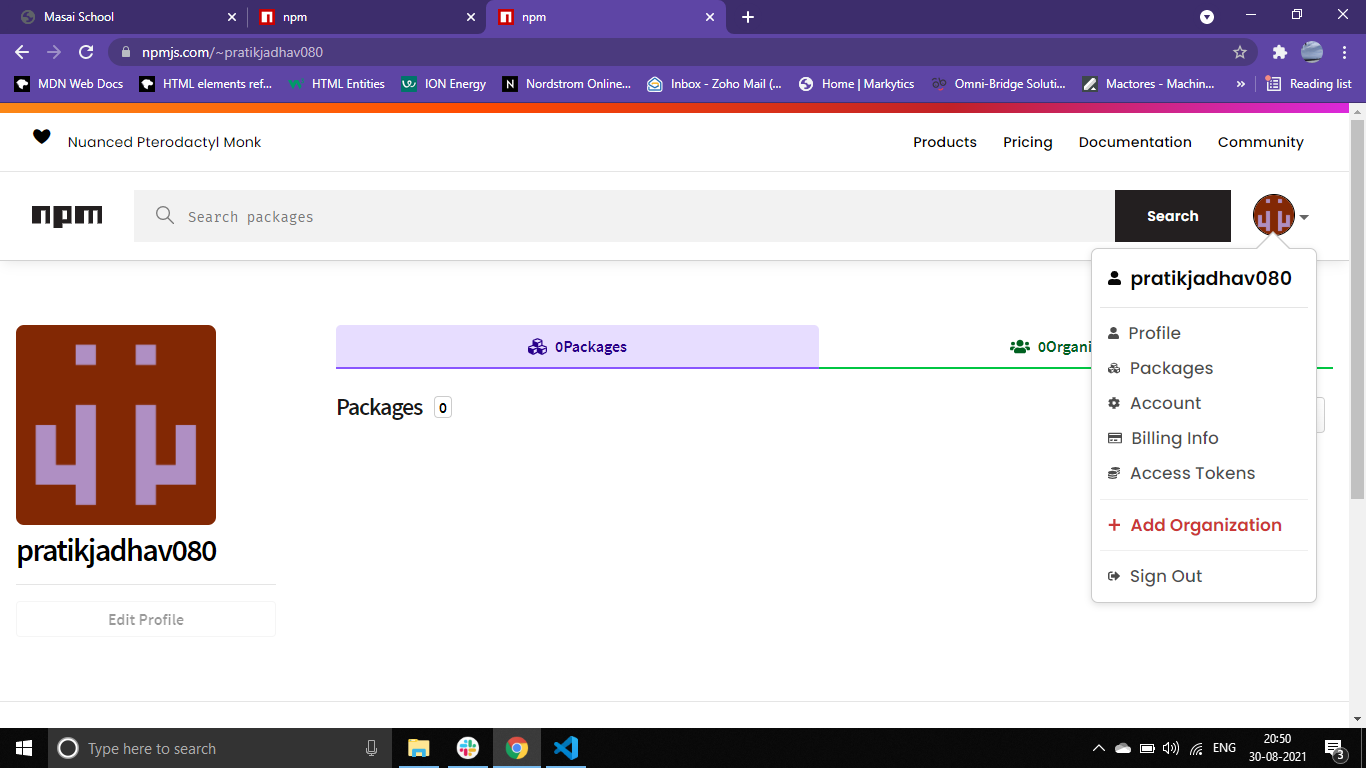 Masai School
npm
npm
npmjs.com/~pratikjadhav080
MDN Web Docs
HTML elements ref...
HTML Entities
ION Energy
Nordstrom Online...
Inbox - Zoho Mail (...
Home | Markytics
Omni-Bridge Soluti...
Mactores - Machin...
»
Reading list
Nuanced Pterodactyl Monk
Products
Pricing
Documentation
Community
npm
Search packages
Search
pratikjadhav080
Profile
Packages
Account
Billing Info
Access Tokens
+ Add Organization
Sign Out
0Packages
0Organi
Packages 0
pratikjadhav080
Edit Profile
Type here to search
ENG
20:50
30-08-2021
3